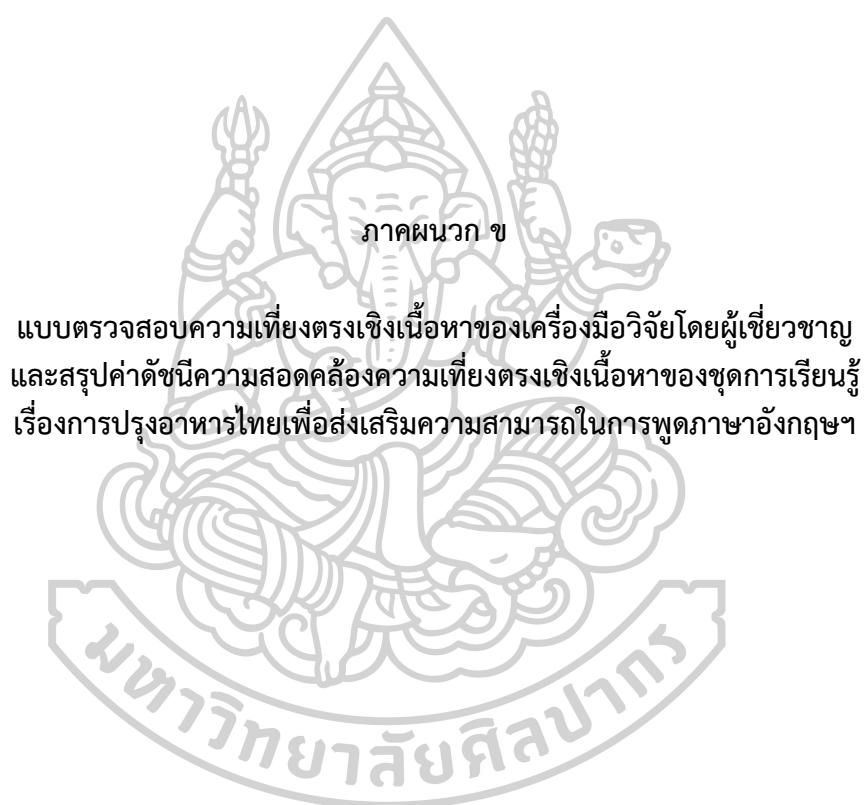 ภาคผนวก ข
แบบตรวจสอบความเที่ยงตรงเชิงเนื้อหาของเครื่องมือวิจัยโดยผู้เชี่ยวชาญ
และสรุปค่าดัชนีความสอดคล้องความเที่ยงตรงเชิงเนื้อหาของชุดการเรียนรู้
เรื่องการปรุงอาหารไทยเพื่อส่งเสริมความสามารถในการพูดภาษาอังกฤษฯ
มหาวิทยาลัยศิลปากร